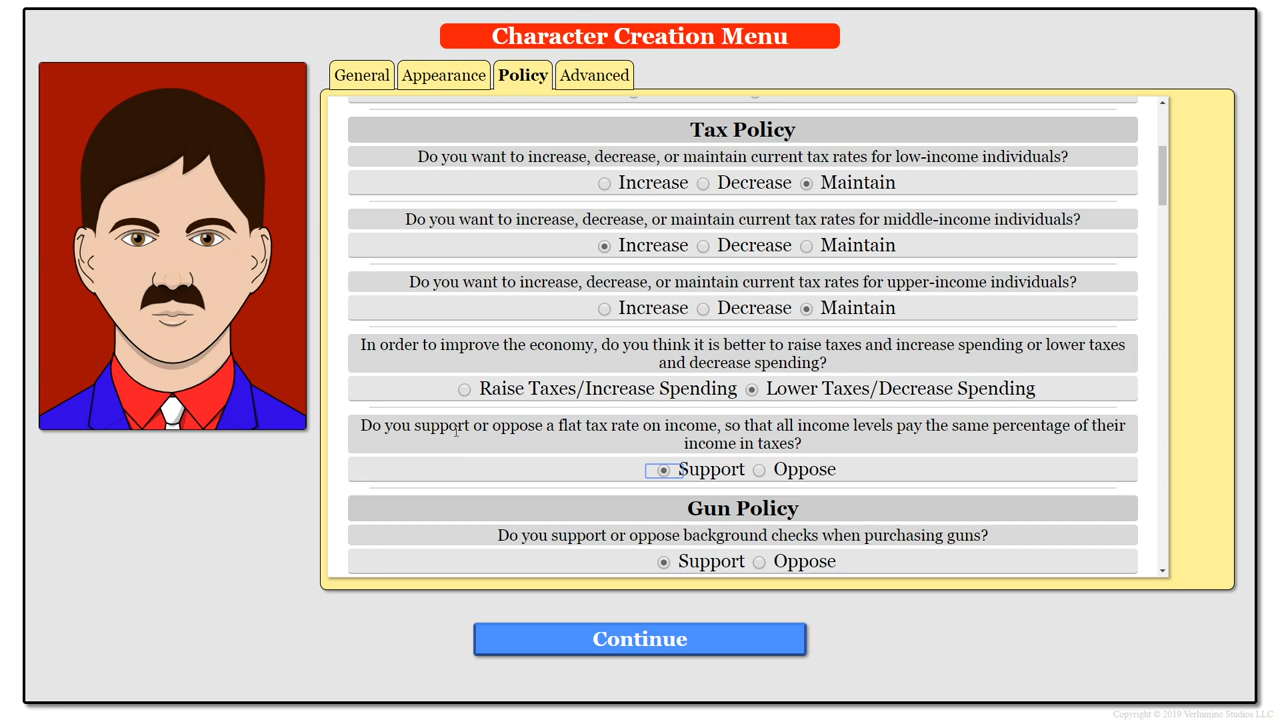 Character Creation Menu
General Appearance Policy Advanced
Tax Policy
Do you want to increase, decrease, or maintain current tax rates for low-income individuals?
Increase Decrease Maintain
Do you want to increase, decrease, or maintain current tax rates for middle-income individuals?
Increase Decrease Maintain
Do you want to increase, decrease, or maintain current tax rates for upper-income individuals?
Increase Decrease Maintain
In order to improve the economy, do you think it is better to raise taxes and increase spending or lower taxes
and decrease spending?
Raise Taxes/Increase Spending Lower Taxes/Decrease Spending
Do you support or oppose a flat tax rate on income, so that all income levels pay the same percentage of their
income in taxes?
Support Oppose
Gun Policy
Do you support or oppose background checks when purchasing guns?
Support Oppose
Continue
Copyright © 2019 Verlumino Studios LLC